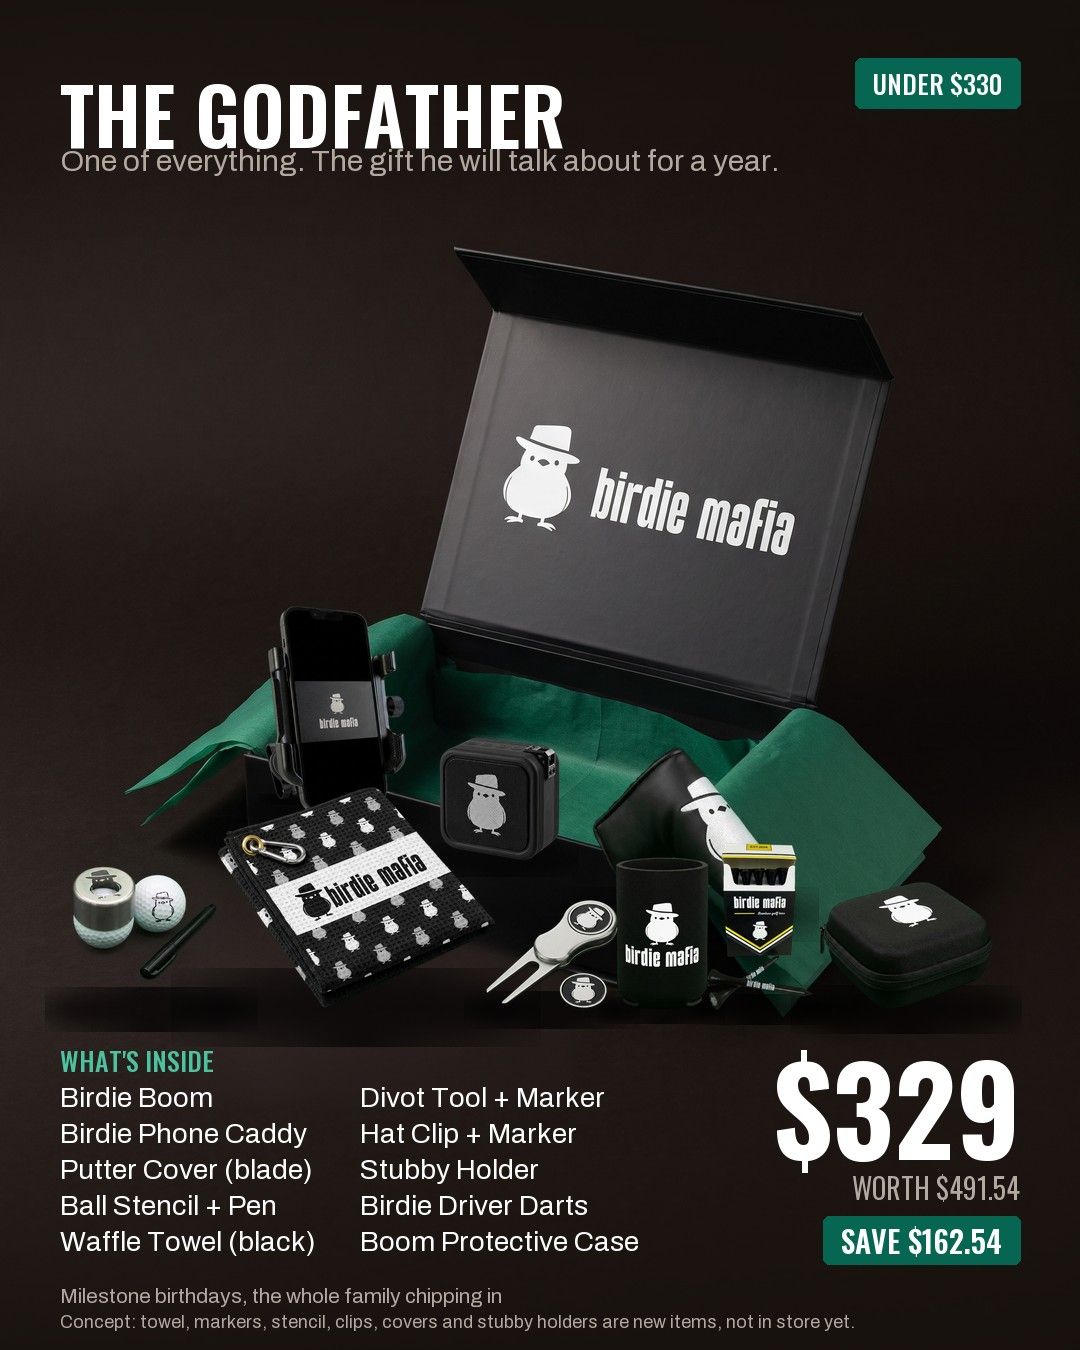 THE GODFATHER
UNDER $330
One of everything. The gift he will talk about for a year.
birdie mafia
birdie mafia
birdie mafia
birdie mafia
birdie mafia
birdie mafia
birdie mafia
WHAT'S INSIDE
Birdie Boom
Birdie Phone Caddy
Putter Cover (blade)
Ball Stencil + Pen
Waffle Towel (black)
Divot Tool + Marker
Hat Clip + Marker
Stubby Holder
Birdie Driver Darts
Boom Protective Case
$329
WORTH $491.54
SAVE $162.54
Milestone birthdays, the whole family chipping in
Concept: towel, markers, stencil, clips, covers and stubby holders are new items, not in store yet.